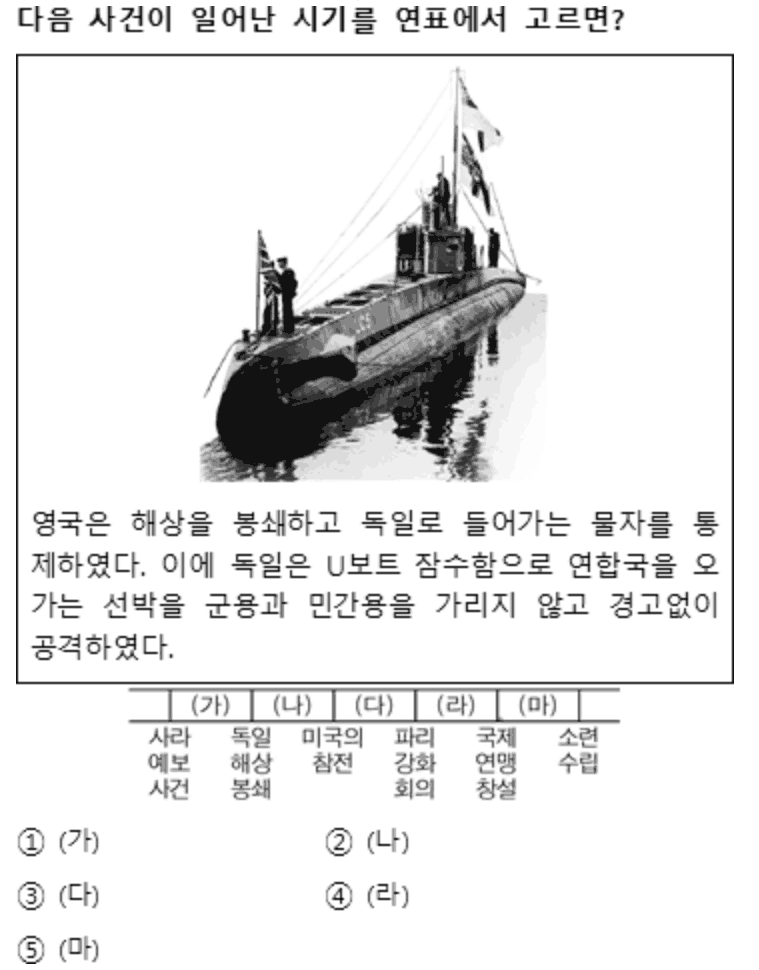 다음 사건이 일어난 시기를 연표에서 고르면?
영국은 해상을 봉쇄하고 독일로 들어가는 물자를 통
제하였다. 이에 독일은 U보트 잠수함으로 연합국을 오
가는 선박을 군용과 민간용을 가리지 않고 경고없이
공격하였다.
(가) (나) (다) (라) (마)
사라 독일 미국의 파리 국제 소련
예보 해상 참전 강화 연맹 수립
사건 봉쇄 회의 창설
① (가) ② (나)
③ (다) ④ (라)
⑤ (마)